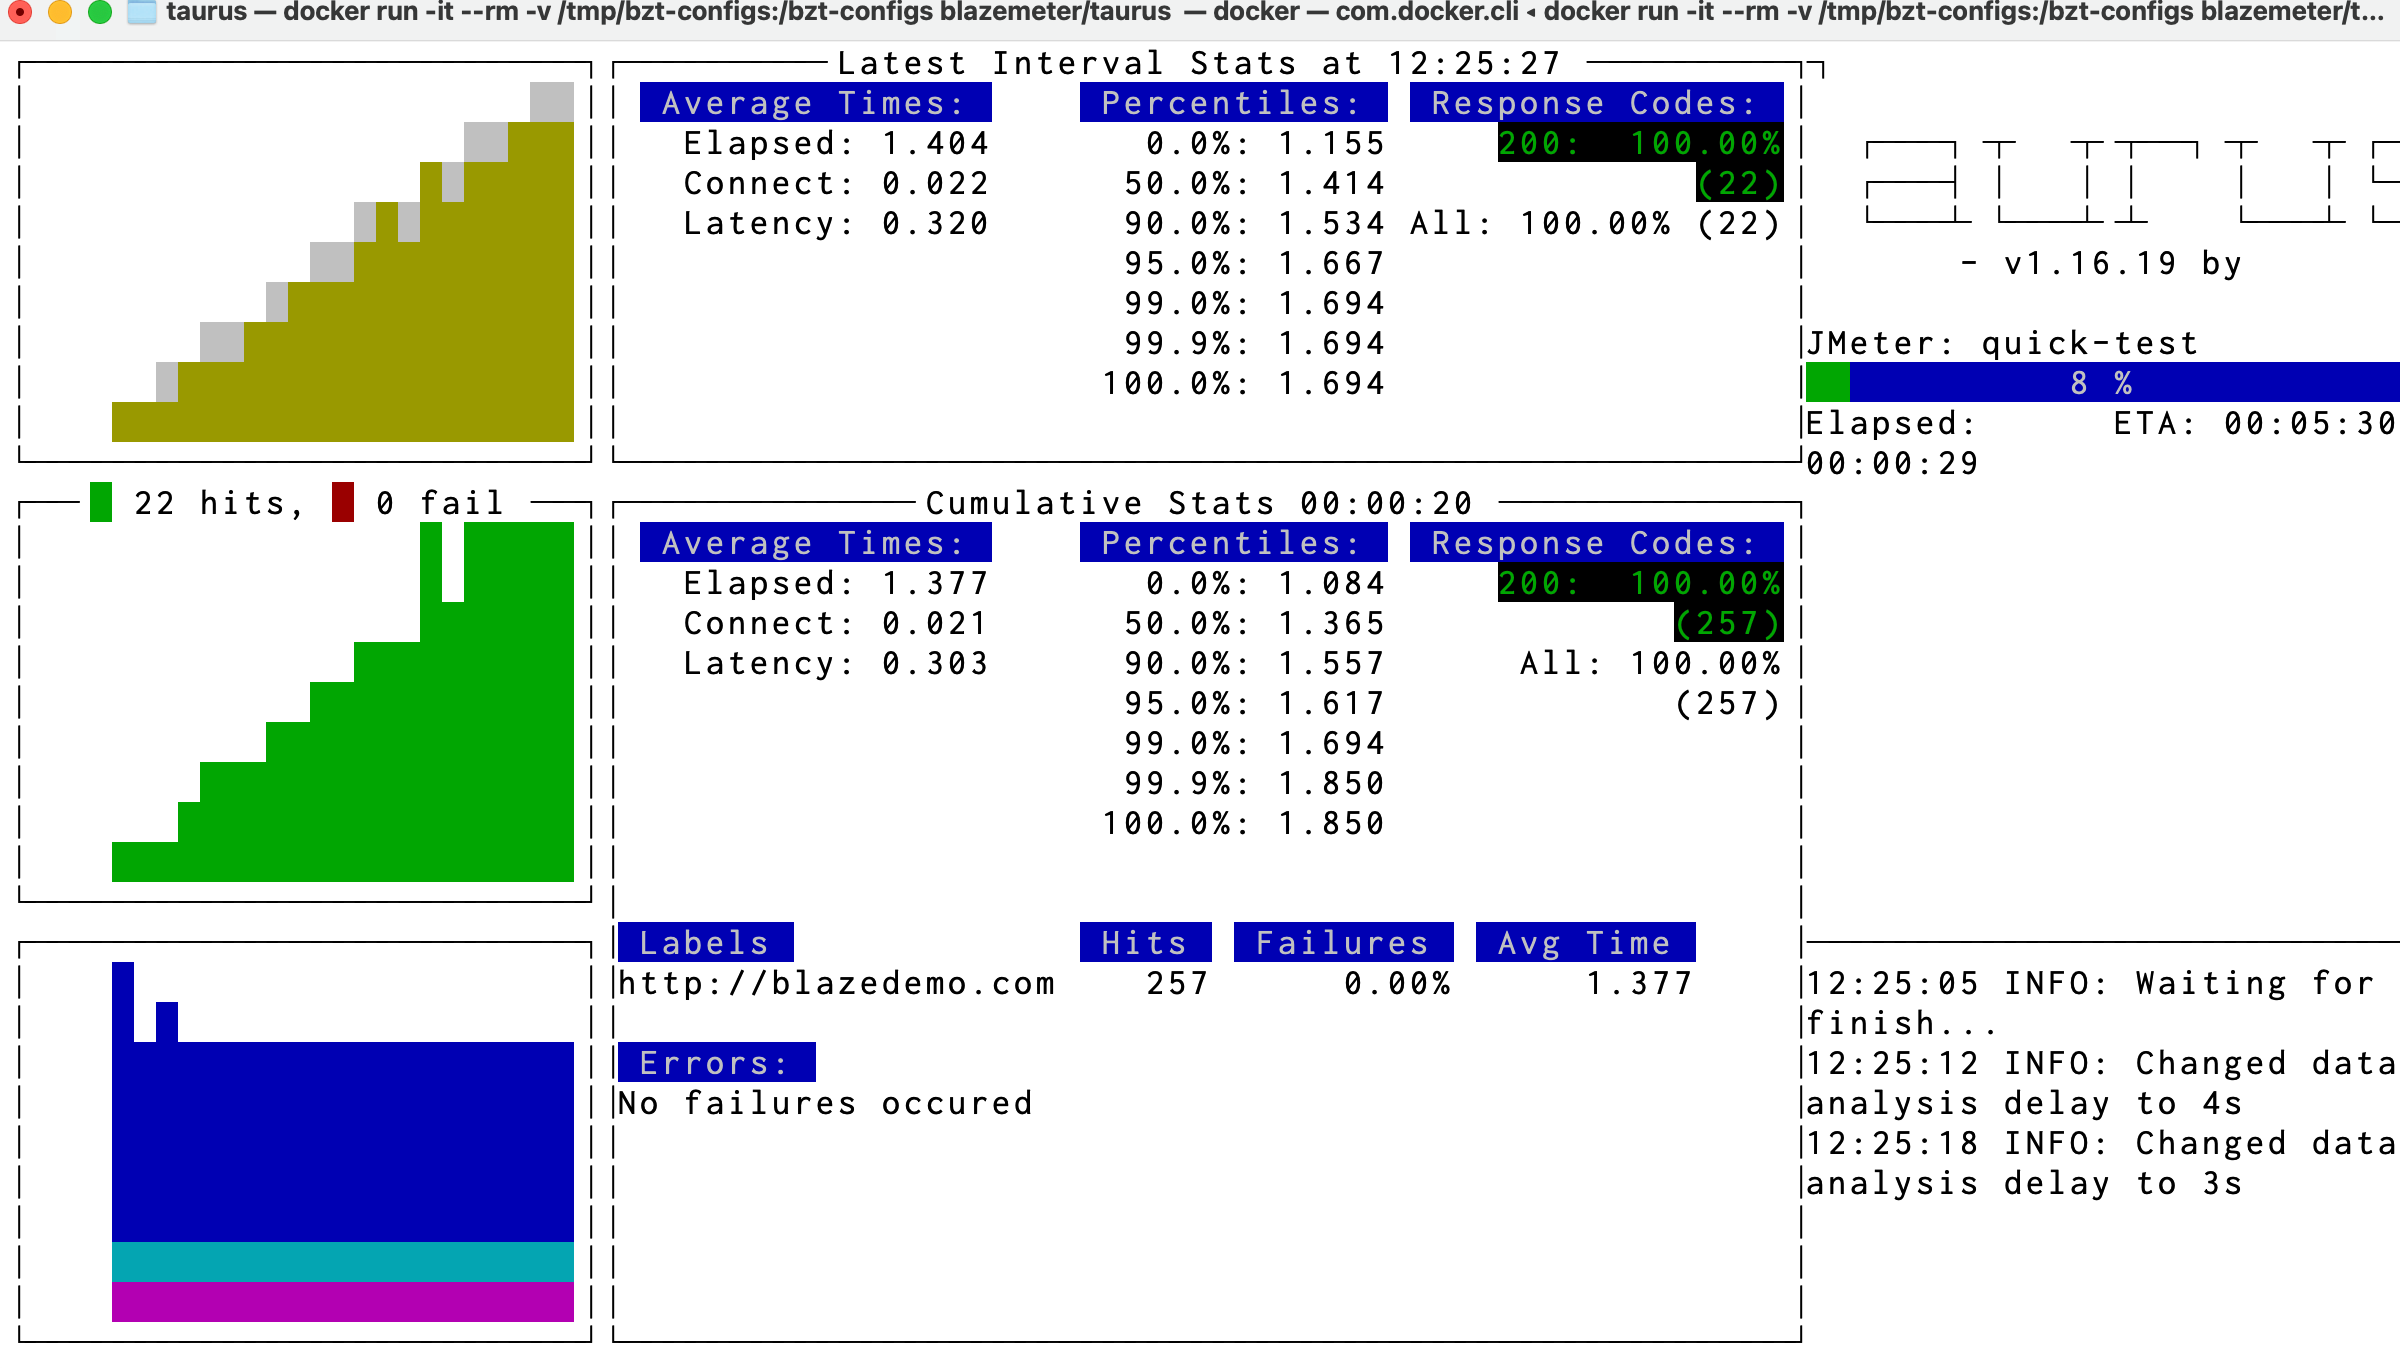 taurus — docker run -it --rm -v /tmp/bzt-configs:/bzt-configs blazemeter/taurus — docker — com.docker.cli ◂ docker run -it --rm -v /tmp/bzt-configs:/bzt-configs blazemeter/t...
Latest Interval Stats at 12:25:27
Average Times: Percentiles: Response Codes:
Elapsed: 1.404 0.0%: 1.155 200: 100.00%
Connect: 0.022 50.0%: 1.414 (22)
Latency: 0.320 90.0%: 1.534 All: 100.00% (22)
95.0%: 1.667
99.0%: 1.694
99.9%: 1.694
100.0%: 1.694
aurus
- v1.16.19 by
JMeter: quick-test
8 %
Elapsed: ETA: 00:05:30
00:00:29
22 hits, 0 fail
Cumulative Stats 00:00:20
Average Times: Percentiles: Response Codes:
Elapsed: 1.377 0.0%: 1.084 200: 100.00%
Connect: 0.021 50.0%: 1.365 (257)
Latency: 0.303 90.0%: 1.557 All: 100.00%
95.0%: 1.617 (257)
99.0%: 1.694
99.9%: 1.850
100.0%: 1.850
Labels Hits Failures Avg Time
http://blazedemo.com 257 0.00% 1.377
Errors:
No failures occured
12:25:05 INFO: Waiting for
finish...
12:25:12 INFO: Changed data
analysis delay to 4s
12:25:18 INFO: Changed data
analysis delay to 3s